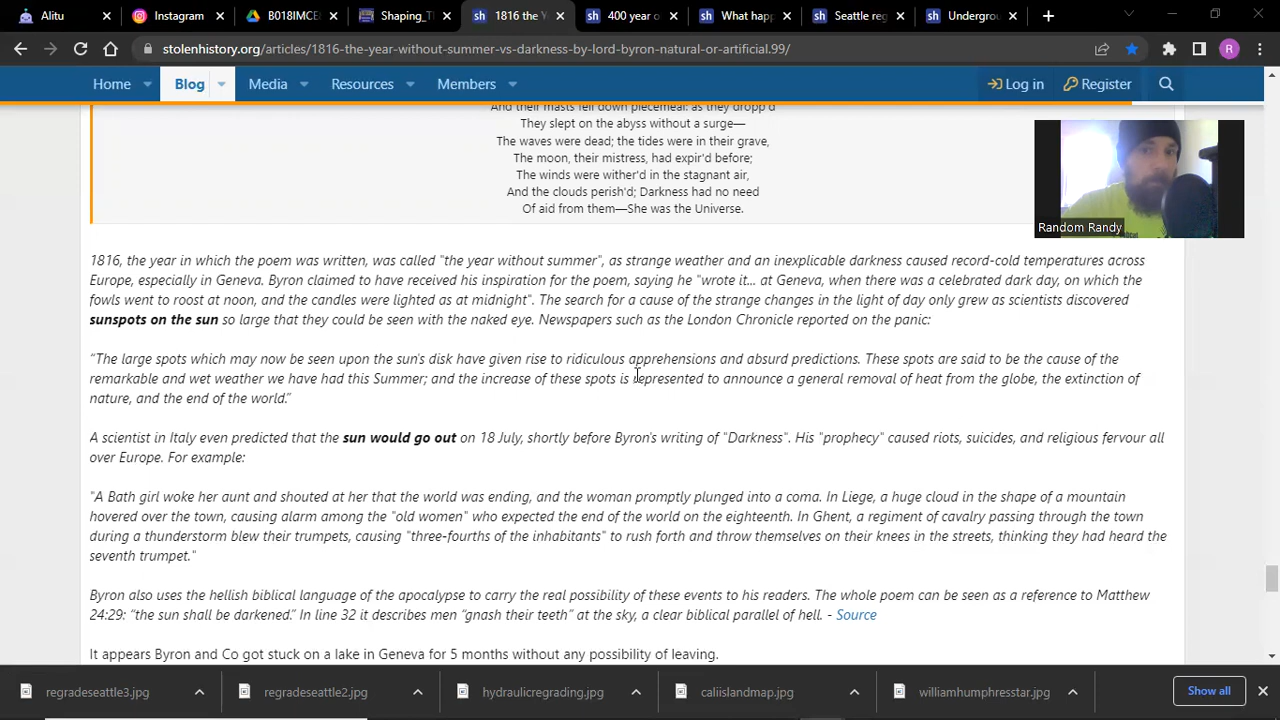 Alitu
Instagram
B018IMCE
Shaping_Th
1816 the Y
400 year o
What happ
Seattle reg
Undergrou
stolenhistory.org/articles/1816-the-year-without-summer-vs-darkness-by-lord-byron-natural-or-artificial.99/
R
Home
Blog
Media
Resources
Members
Log in
Register
And their masts fell down piecemeal: as they dropp'd
They slept on the abyss without a surge—
The waves were dead; the tides were in their grave,
The moon, their mistress, had expir'd before;
The winds were wither'd in the stagnant air,
And the clouds perish'd; Darkness had no need
Of aid from them—She was the Universe.
Random Randy
1816, the year in which the poem was written, was called "the year without summer", as strange weather and an inexplicable darkness caused record-cold temperatures across
Europe, especially in Geneva. Byron claimed to have received his inspiration for the poem, saying he "wrote it... at Geneva, when there was a celebrated dark day, on which the
fowls went to roost at noon, and the candles were lighted as at midnight". The search for a cause of the strange changes in the light of day only grew as scientists discovered
sunspots on the sun so large that they could be seen with the naked eye. Newspapers such as the London Chronicle reported on the panic:
“The large spots which may now be seen upon the sun's disk have given rise to ridiculous apprehensions and absurd predictions. These spots are said to be the cause of the
remarkable and wet weather we have had this Summer; and the increase of these spots is represented to announce a general removal of heat from the globe, the extinction of
nature, and the end of the world.”
A scientist in Italy even predicted that the sun would go out on 18 July, shortly before Byron's writing of "Darkness". His "prophecy" caused riots, suicides, and religious fervour all
over Europe. For example:
"A Bath girl woke her aunt and shouted at her that the world was ending, and the woman promptly plunged into a coma. In Liege, a huge cloud in the shape of a mountain
hovered over the town, causing alarm among the "old women" who expected the end of the world on the eighteenth. In Ghent, a regiment of cavalry passing through the town
during a thunderstorm blew their trumpets, causing "three-fourths of the inhabitants" to rush forth and throw themselves on their knees in the streets, thinking they had heard the
seventh trumpet."
Byron also uses the hellish biblical language of the apocalypse to carry the real possibility of these events to his readers. The whole poem can be seen as a reference to Matthew
24:29: “the sun shall be darkened.” In line 32 it describes men “gnash their teeth” at the sky, a clear biblical parallel of hell. - Source
It appears Byron and Co got stuck on a lake in Geneva for 5 months without any possibility of leaving.
regradeseattle3.jpg
regradeseattle2.jpg
hydraulicregrading.jpg
caliislandmap.jpg
williamhumphresstar.jpg
Show all